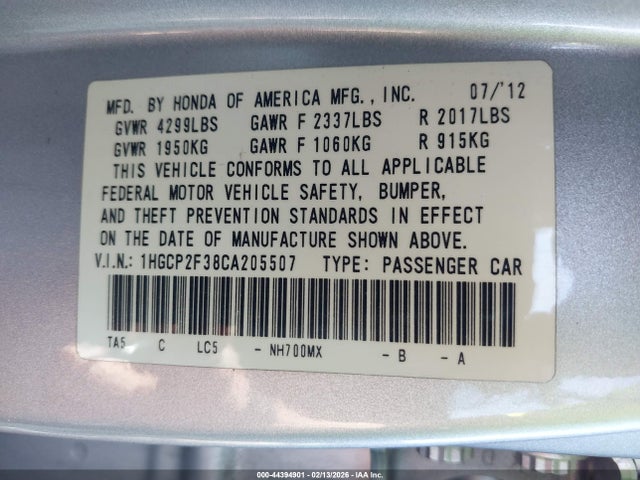 MFD. BY HONDA OF AMERICA MFG., INC. 07/'12
GVWR 4299LBS GAWR F 2337LBS R 2017LBS
GVWR 1950KG GAWR F 1060KG R 915KG
THIS VEHICLE CONFORMS TO ALL APPLICABLE
FEDERAL MOTOR VEHICLE SAFETY, BUMPER,
AND THEFT PREVENTION STANDARDS IN EFFECT
ON THE DATE OF MANUFACTURE SHOWN ABOVE.
V.I.N.: 1HGCP2F38CA205507 TYPE: PASSENGER CAR
TA5 C LC5 - NH700MX - B - A
000-44394901 - 02/13/2026 - IAA Inc.